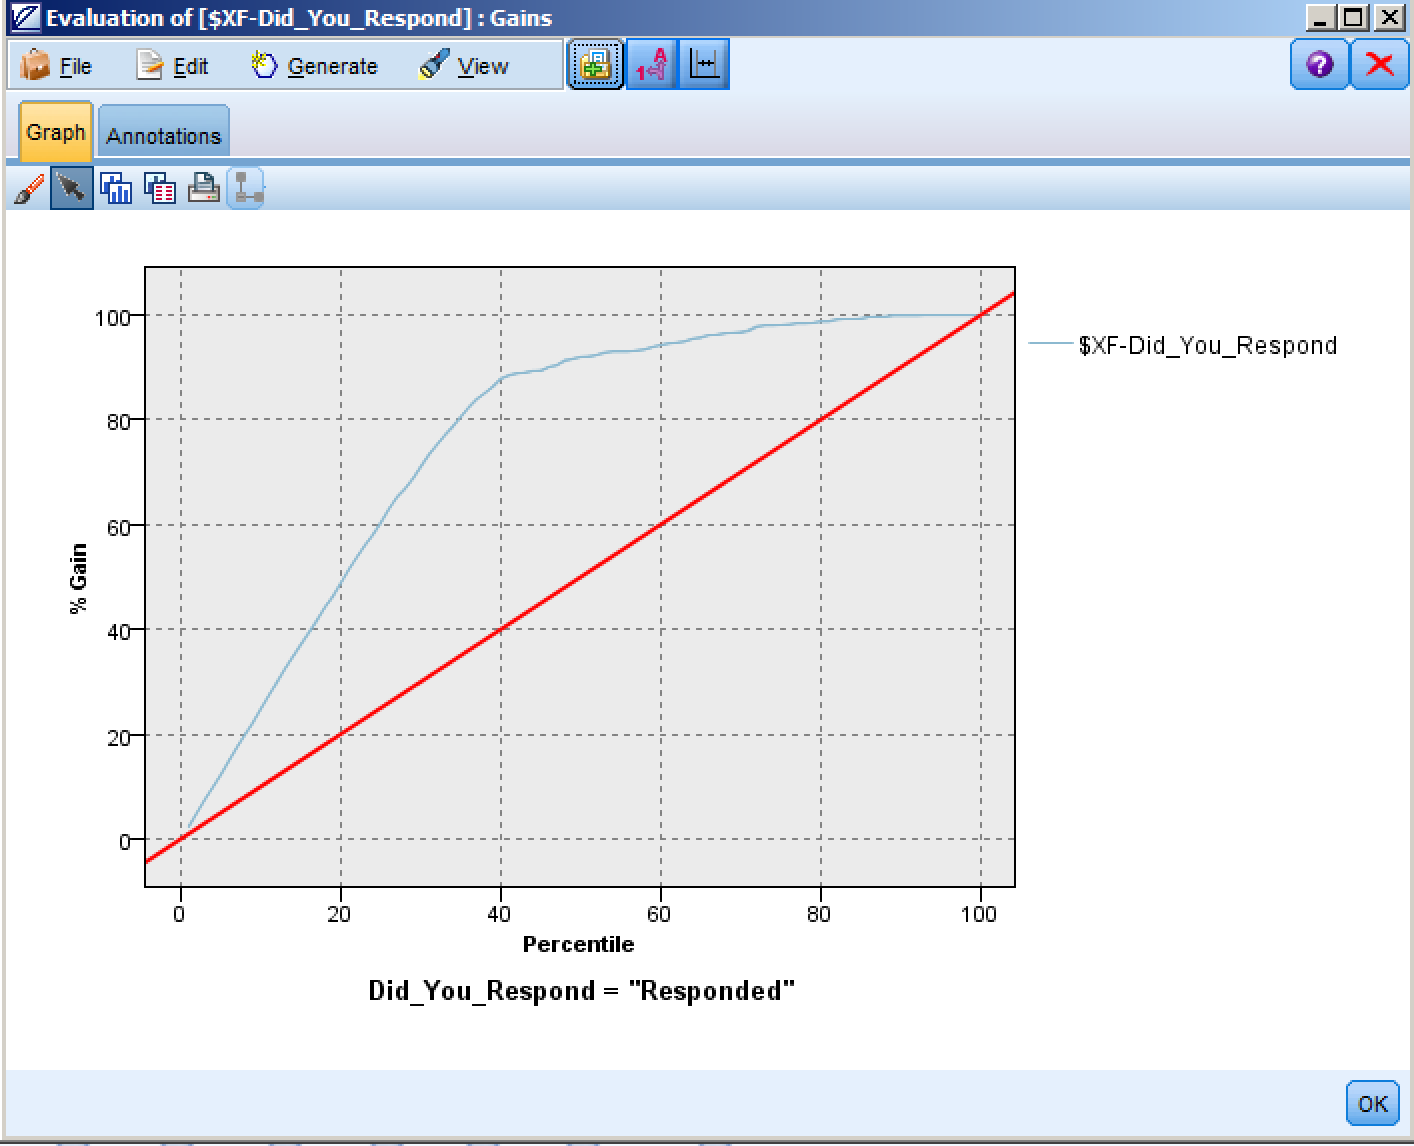 Evaluation of [$XF-Did_You_Respond] : Gains
File Edit Generate View
Graph Annotations
100
80
60
40
20
0
% Gain
$XF-Did_You_Respond
0 20 40 60 80 100
Percentile
Did_You_Respond = "Responded"
OK